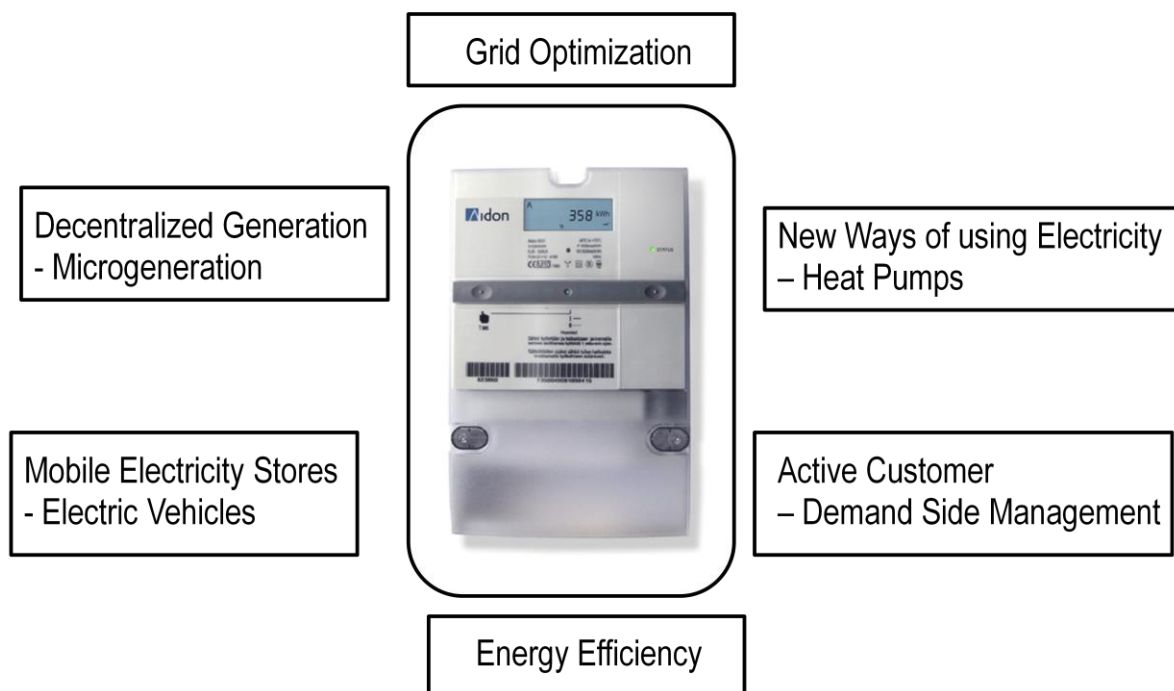 Grid Optimization
Decentralized Generation
- Microgeneration
New Ways of using Electricity
– Heat Pumps
Aidon
358 kWh
STATUS
Mobile Electricity Stores
- Electric Vehicles
Active Customer
– Demand Side Management
Energy Efficiency